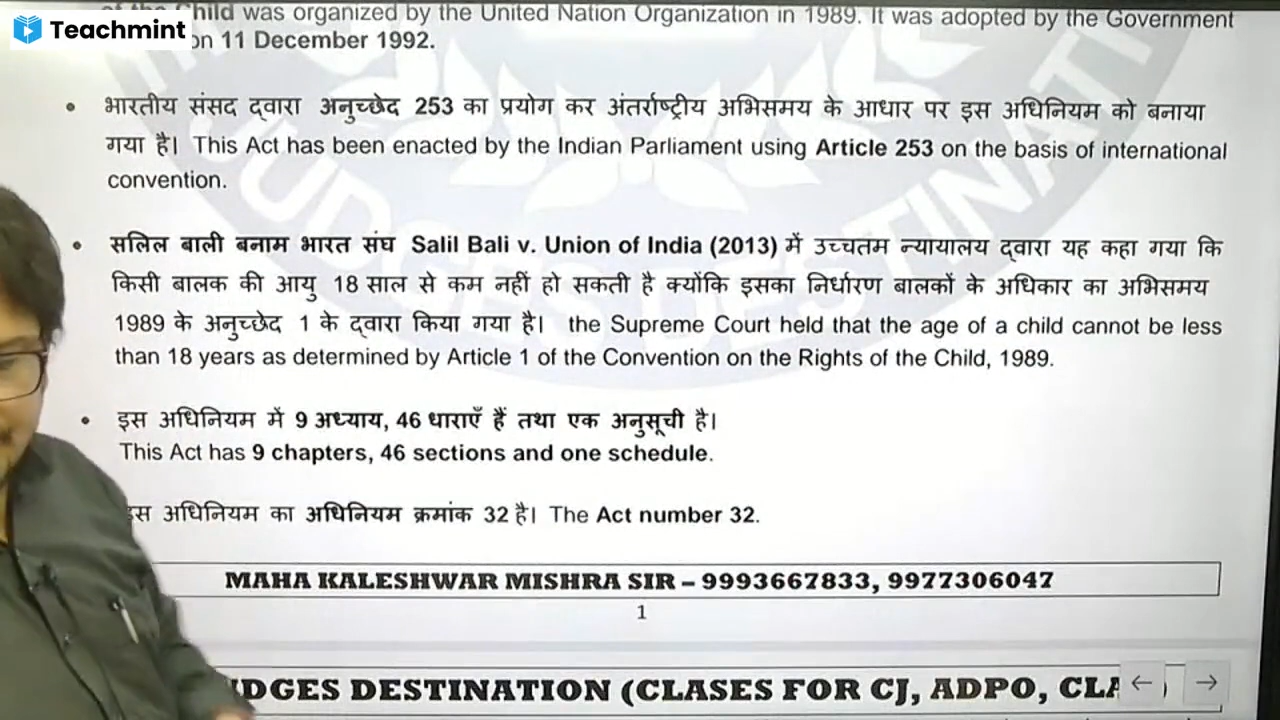 of the Child was organized by the United Nation Organization in 1989. It was adopted by the Government
Teachmint
on 11 December 1992.
• भारतीय संसद द्वारा अनुच्छेद 253 का प्रयोग कर अंतर्राष्ट्रीय अभिसमय के आधार पर इस अधिनियम को बनाया
गया है। This Act has been enacted by the Indian Parliament using Article 253 on the basis of international
convention.
• सलिल बाली बनाम भारत संघ Salil Bali v. Union of India (2013) में उच्चतम न्यायालय द्वारा यह कहा गया कि
किसी बालक की आयु 18 साल से कम नहीं हो सकती है क्योंकि इसका निर्धारण बालकों के अधिकार का अभिसमय
1989 के अनुच्छेद 1 के द्वारा किया गया है। the Supreme Court held that the age of a child cannot be less
than 18 years as determined by Article 1 of the Convention on the Rights of the Child, 1989.
• इस अधिनियम में 9 अध्याय, 46 धाराएँ हैं तथा एक अनुसूची है।
This Act has 9 chapters, 46 sections and one schedule.
इस अधिनियम का अधिनियम क्रमांक 32 है। The Act number 32.
MAHA KALESHWAR MISHRA SIR – 9993667833, 9977306047
1
DGES DESTINATION (CLASES FOR CJ, ADPO, CLA